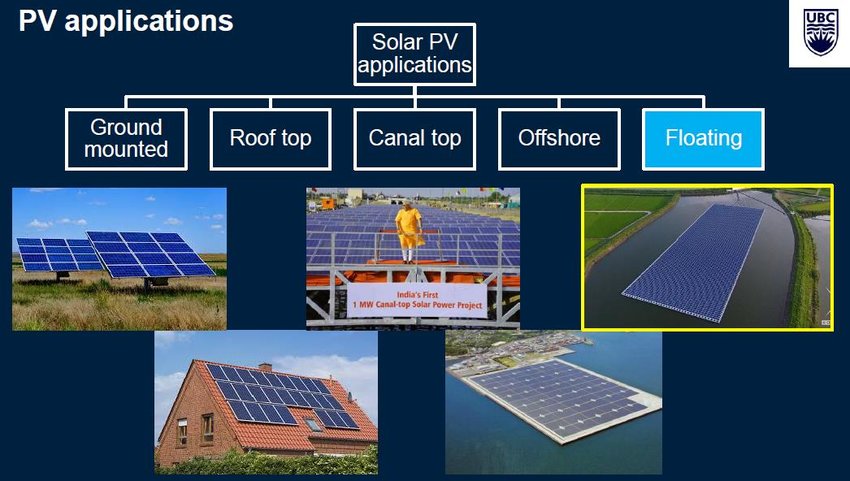 PV applications
UBC
Solar PV
applications
Ground
mounted
Roof top
Canal top
Offshore
Floating
India's First
1 MW Canal-top Solar Power Project